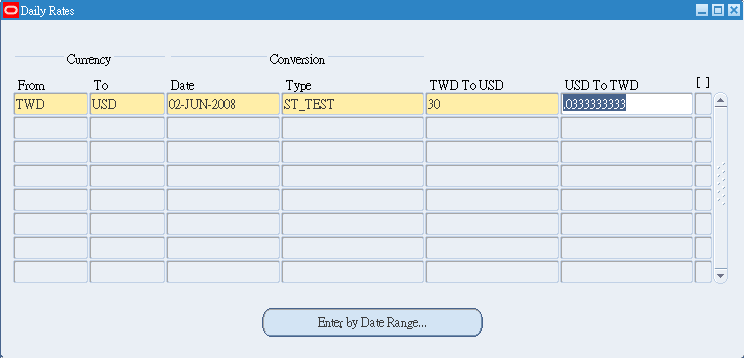 Daily Rates
Currency Conversion
From To Date Type TWD To USD USD To TWD [ ]
TWD USD 02-JUN-2008 ST_TEST 30 .0333333333
Enter by Date Range...